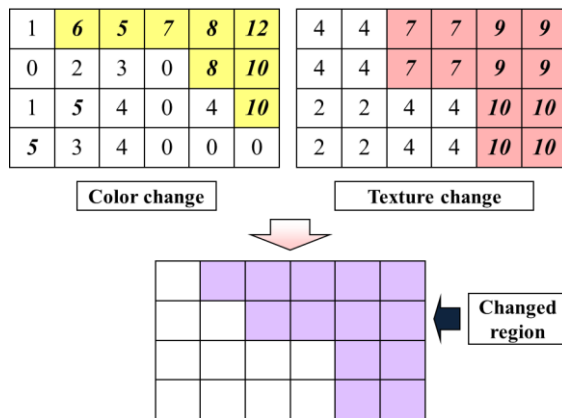 1 6 5 7 8 12
0 2 3 0 8 10
1 5 4 0 4 10
5 3 4 0 0 0
Color change
4 4 7 7 9 9
4 4 7 7 9 9
2 2 4 4 10 10
2 2 4 4 10 10
Texture change
Changed
region